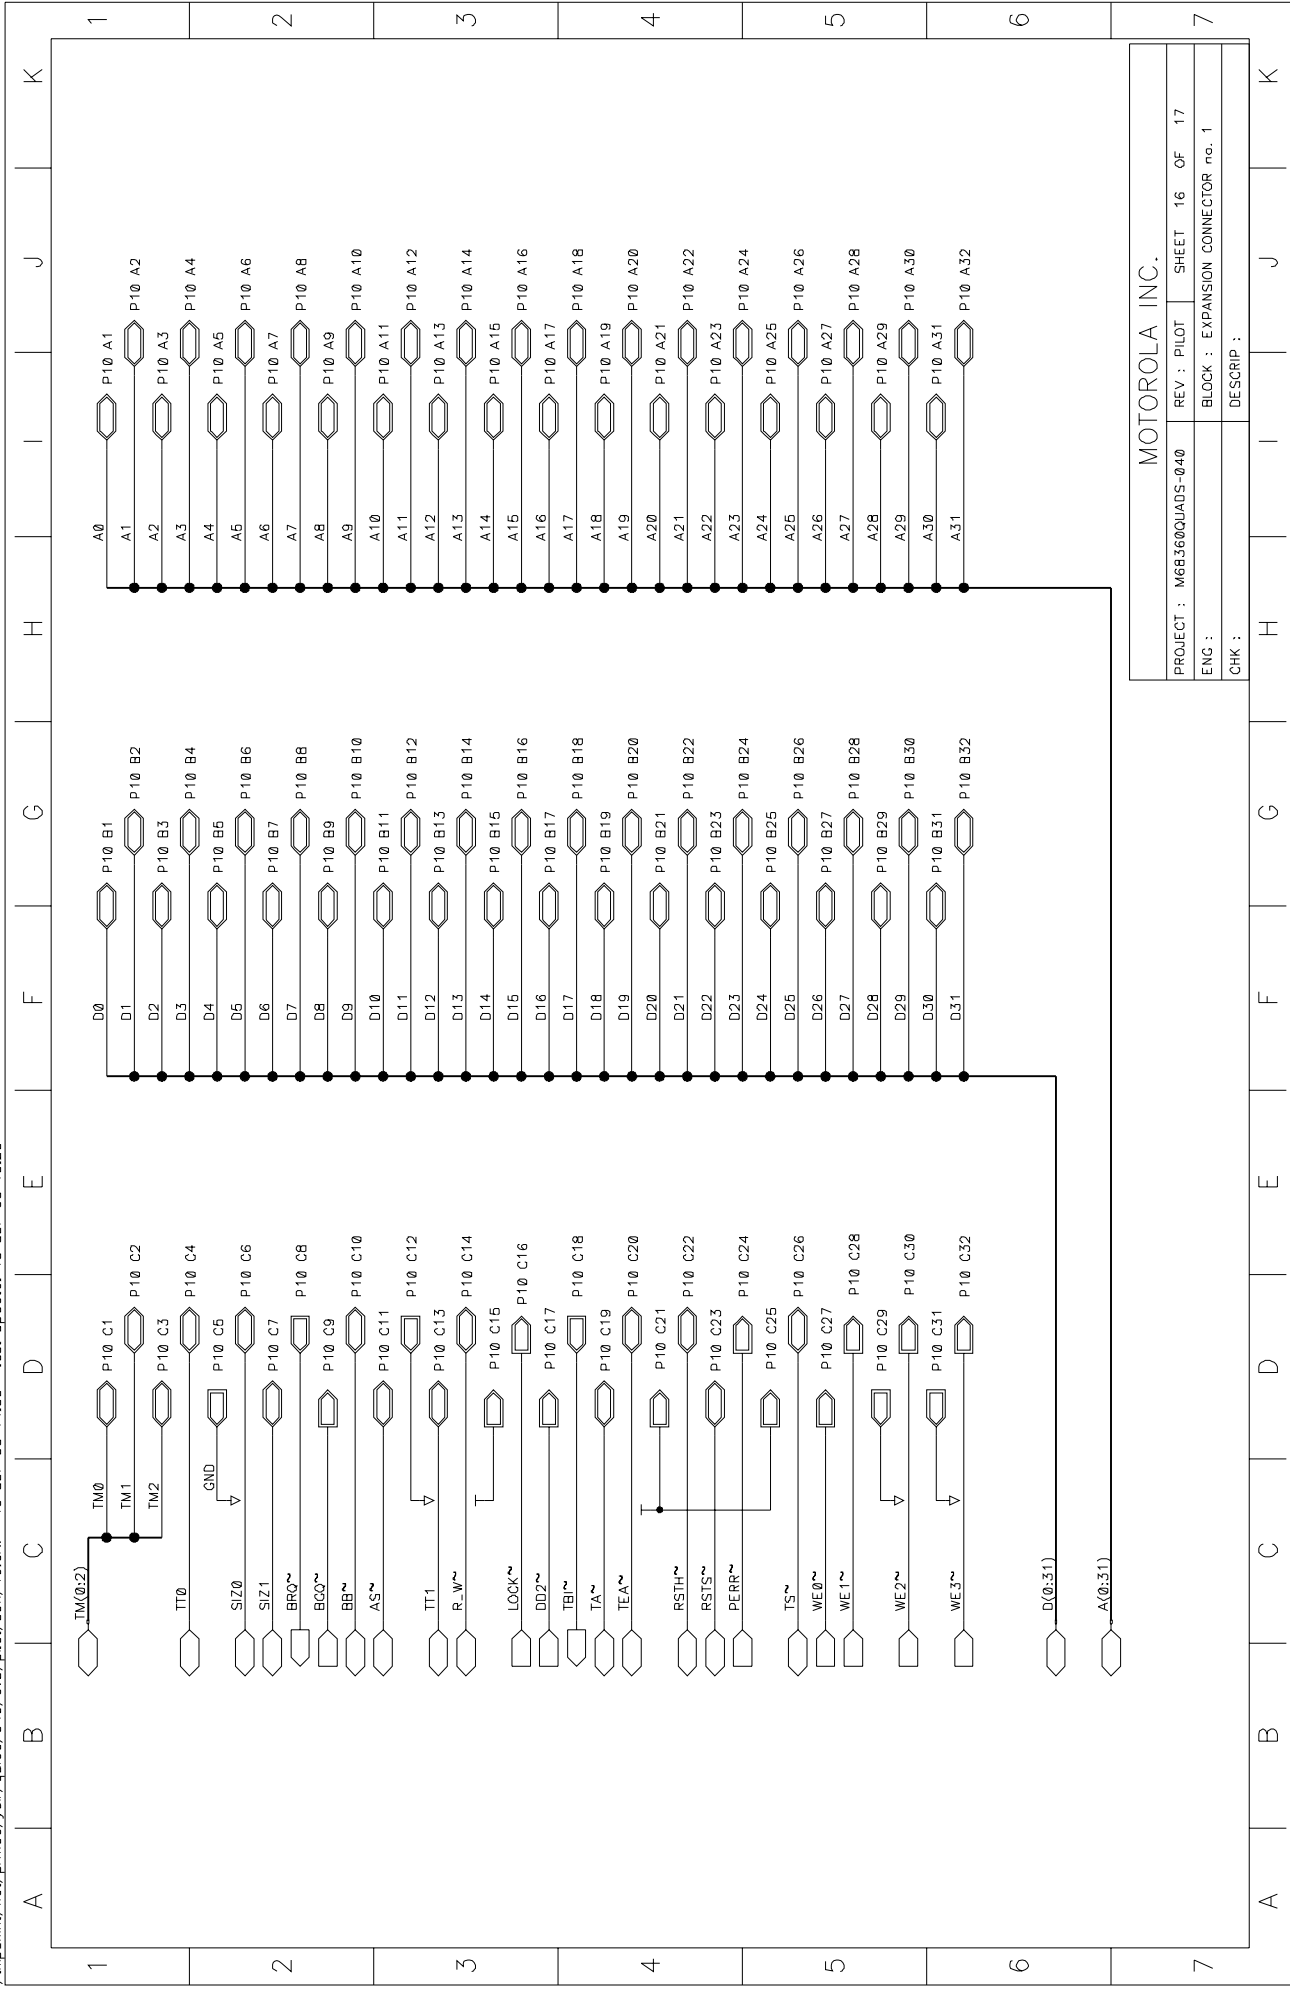 A B C D E F G H I J K
1 1
2 2
3 3
4 4
5 5
6 6
7 7
TM(0:2)
TM0 P10 C1 D0 P10 B1 A0 P10 A1
TM1 P10 C2 D1 P10 B2 A1 P10 A2
TM2 P10 C3 D2 P10 B3 A2 P10 A3
TT0 P10 C4 D3 P10 B4 A3 P10 A4
GND P10 C5 D4 P10 B5 A4 P10 A5
SIZ0 P10 C6 D5 P10 B6 A5 P10 A6
SIZ1 P10 C7 D6 P10 B7 A6 P10 A7
BRQ~ P10 C8 D7 P10 B8 A7 P10 A8
BGQ~ P10 C9 D8 P10 B9 A8 P10 A9
BB~ P10 C10 D9 P10 B10 A9 P10 A10
AS~ P10 C11 D10 P10 B11 A10 P10 A11
P10 C12 D11 P10 B12 A11 P10 A12
TT1 P10 C13 D12 P10 B13 A12 P10 A13
R_W~ P10 C14 D13 P10 B14 A13 P10 A14
P10 C15 D14 P10 B15 A14 P10 A15
LOCK~ P10 C16 D15 P10 B16 A15 P10 A16
DD2~ P10 C17 D16 P10 B17 A16 P10 A17
TBI~ P10 C18 D17 P10 B18 A17 P10 A18
TA~ P10 C19 D18 P10 B19 A18 P10 A19
TEA~ P10 C20 D19 P10 B20 A19 P10 A20
P10 C21 D20 P10 B21 A20 P10 A21
RSTH~ P10 C22 D21 P10 B22 A21 P10 A22
RSTS~ P10 C23 D22 P10 B23 A22 P10 A23
PERR~ P10 C24 D23 P10 B24 A23 P10 A24
P10 C25 D24 P10 B25 A24 P10 A25
TS~ P10 C26 D25 P10 B26 A25 P10 A26
WE0~ P10 C27 D26 P10 B27 A26 P10 A27
WE1~ P10 C28 D27 P10 B28 A27 P10 A28
P10 C29 D28 P10 B29 A28 P10 A29
WE2~ P10 C30 D29 P10 B30 A29 P10 A30
P10 C31 D30 P10 B31 A30 P10 A31
WE3~ P10 C32 D31 P10 B32 A31 P10 A32
D(0:31)
A(0:31)
MOTOROLA INC.
PROJECT : M68360QUADS-040 REV : PILOT SHEET 16 OF 17
ENG : BLOCK : EXPANSION CONNECTOR no. 1
CHK : DESCRIP :
A B C D E F G H I J K